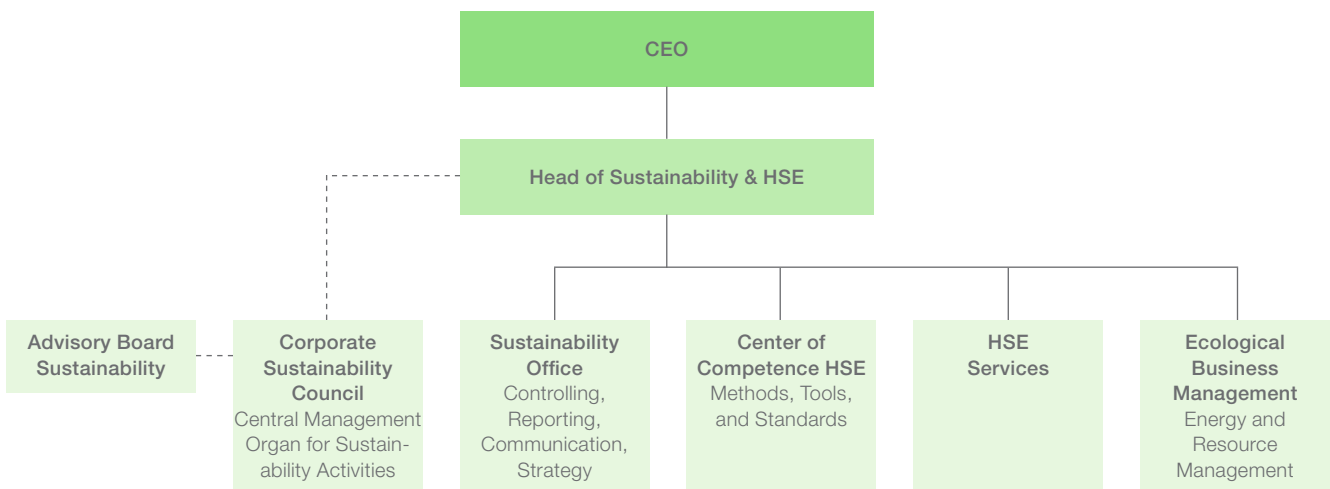 CEO
Head of Sustainability & HSE
Advisory Board
Sustainability
Corporate
Sustainability
Council
Central Management
Organ for Sustain-
ability Activities
Sustainability
Office
Controlling,
Reporting,
Communication,
Strategy
Center of
Competence HSE
Methods, Tools,
and Standards
HSE
Services
Ecological
Business
Management
Energy and
Resource
Management